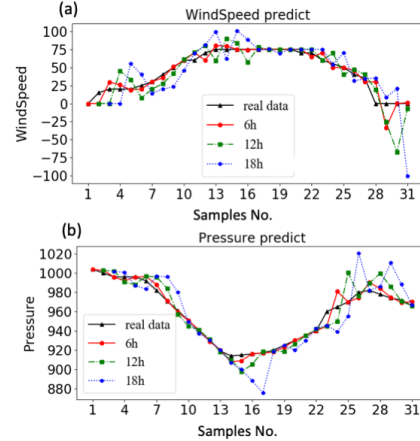 (a)
WindSpeed predict
100
75
50
25
0
25
50
−75
−100
WindSpeed
real data
6h
12h
18h
1 4 7 10 13 16 19 22 25 28 31
Samples No.
(b)
Pressure predict
1020
1000
980
960
940
920
900
880
Pressure
real data
6h
12h
18h
1 4 7 10 13 16 19 22 25 28 31
Samples No.